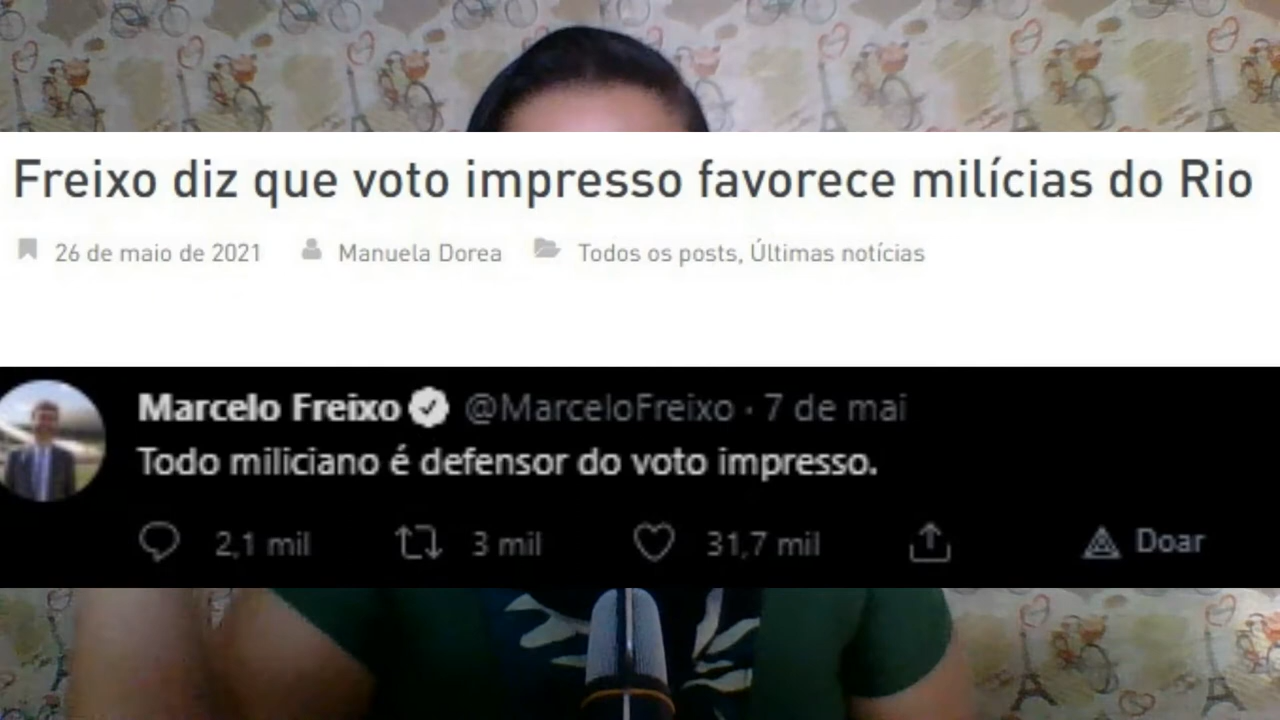 Freixo diz que voto impresso favorece milícias do Rio
26 de maio de 2021 Manuela Dorea Todos os posts, Últimas notícias
Marcelo Freixo @MarceloFreixo · 7 de mai
Todo miliciano é defensor do voto impresso.
2,1 mil 3 mil 31,7 mil Doar